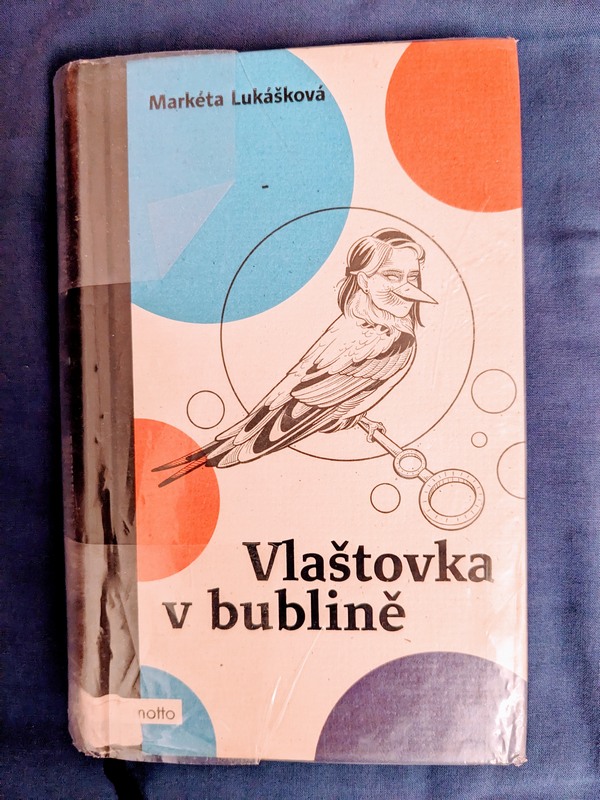 Markéta Lukášková
Vlaštovka
v bublině
motto